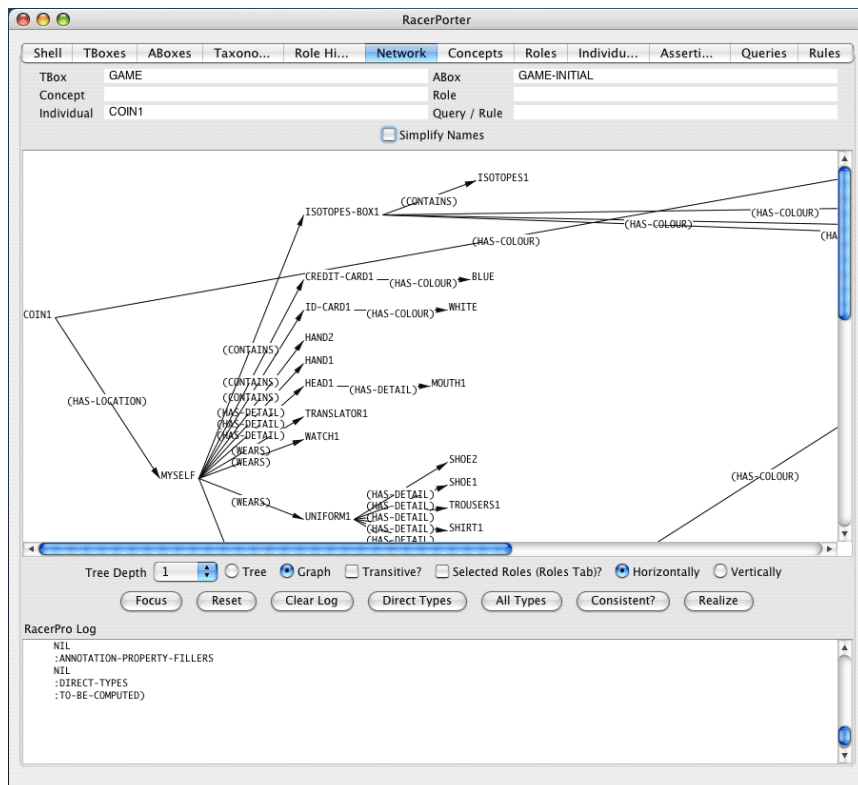 RacerPorter
Shell TBoxes ABoxes Taxono... Role Hi... Network Concepts Roles Individu... Asserti... Queries Rules
TBox GAME ABox GAME-INITIAL
Concept Role
Individual COIN1 Query / Rule
Simplify Names
ISOTOPES1
(CONTAINS)
ISOTOPES-BOX1 (HAS-COLOUR)
(HAS-COLOUR)
(HA
(HAS-COLOUR)
CREDIT-CARD1 (HAS-COLOUR) BLUE
ID-CARD1 (HAS-COLOUR) WHITE
COIN1
HAND2
(CONTAINS)
HAND1
(CONTAINS) HEAD1 (HAS-DETAIL) MOUTH1
(CONTAINS)
(HAS-LOCATION)
(HAS-DETAIL) TRANSLATOR1
(HAS-DETAIL)
(HAS-DETAIL) WATCH1
(WEARS)
(WEARS) SHOE2
MYSELF (HAS-COLOUR)
SHOE1
(HAS-DETAIL)
(WEARS) (HAS-DETAIL) TROUSERS1
UNIFORM1 (HAS-DETAIL)
(HAS-DETAIL) SHIRT1
(HAS-DETAIL)
Tree Depth 1 Tree Graph Transitive? Selected Roles (Roles Tab)? Horizontally Vertically
Focus Reset Clear Log Direct Types All Types Consistent? Realize
RacerPro Log
NIL
:ANNOTATION-PROPERTY-FILLERS
NIL
:DIRECT-TYPES
:TO-BE-COMPUTED)